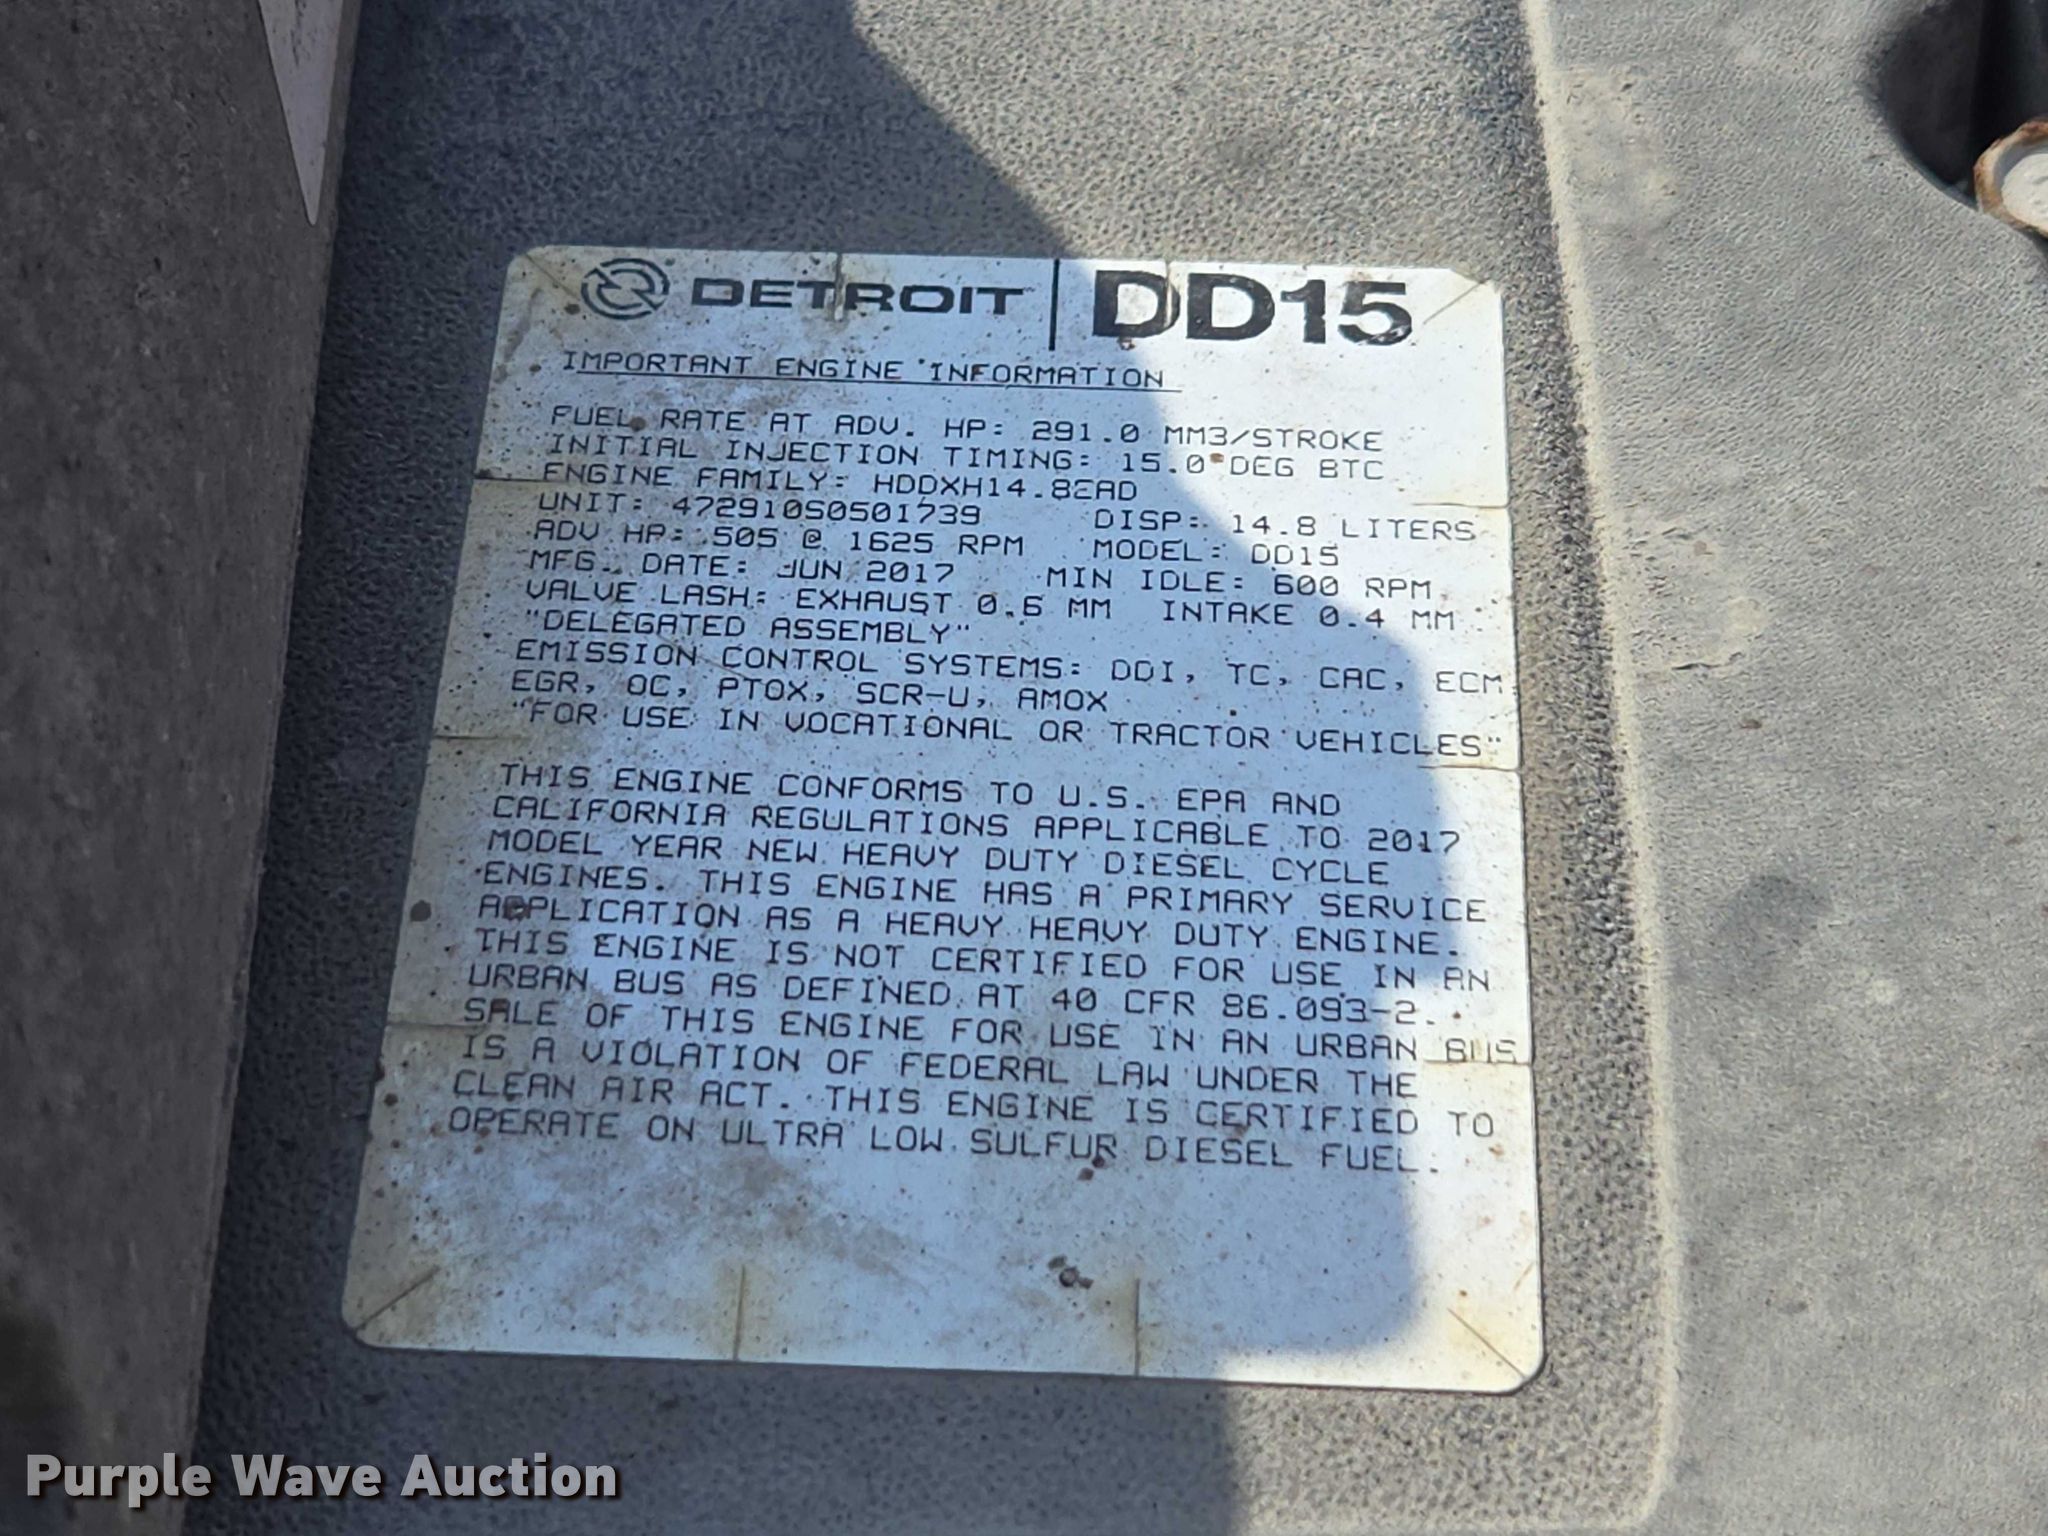 DETROIT | DD15
IMPORTANT ENGINE INFORMATION
FUEL RATE AT ADV. HP: 291.0 MM3/STROKE
INITIAL INJECTION TIMING: 15.0 DEG BTC
ENGINE FAMILY: HDDXH14.8EAD
UNIT: 472910S0501739 DISP: 14.8 LITERS
ADV HP: 505 @ 1625 RPM MODEL: DD15
MFG. DATE: JUN 2017 MIN IDLE: 600 RPM
VALVE LASH: EXHAUST 0.6 MM INTAKE 0.4 MM
"DELEGATED ASSEMBLY"
EMISSION CONTROL SYSTEMS: DDI, TC, CAC, ECM,
EGR, OC, PTOX, SCR-U, AMOX
"FOR USE IN VOCATIONAL OR TRACTOR VEHICLES"
THIS ENGINE CONFORMS TO U.S. EPA AND
CALIFORNIA REGULATIONS APPLICABLE TO 2017
MODEL YEAR NEW HEAVY DUTY DIESEL CYCLE
ENGINES. THIS ENGINE HAS A PRIMARY SERVICE
APPLICATION AS A HEAVY HEAVY DUTY ENGINE.
THIS ENGINE IS NOT CERTIFIED FOR USE IN AN
URBAN BUS AS DEFINED AT 40 CFR 86.093-2.
SALE OF THIS ENGINE FOR USE IN AN URBAN BUS
IS A VIOLATION OF FEDERAL LAW UNDER THE
CLEAN AIR ACT. THIS ENGINE IS CERTIFIED TO
OPERATE ON ULTRA LOW SULFUR DIESEL FUEL.
Purple Wave Auction